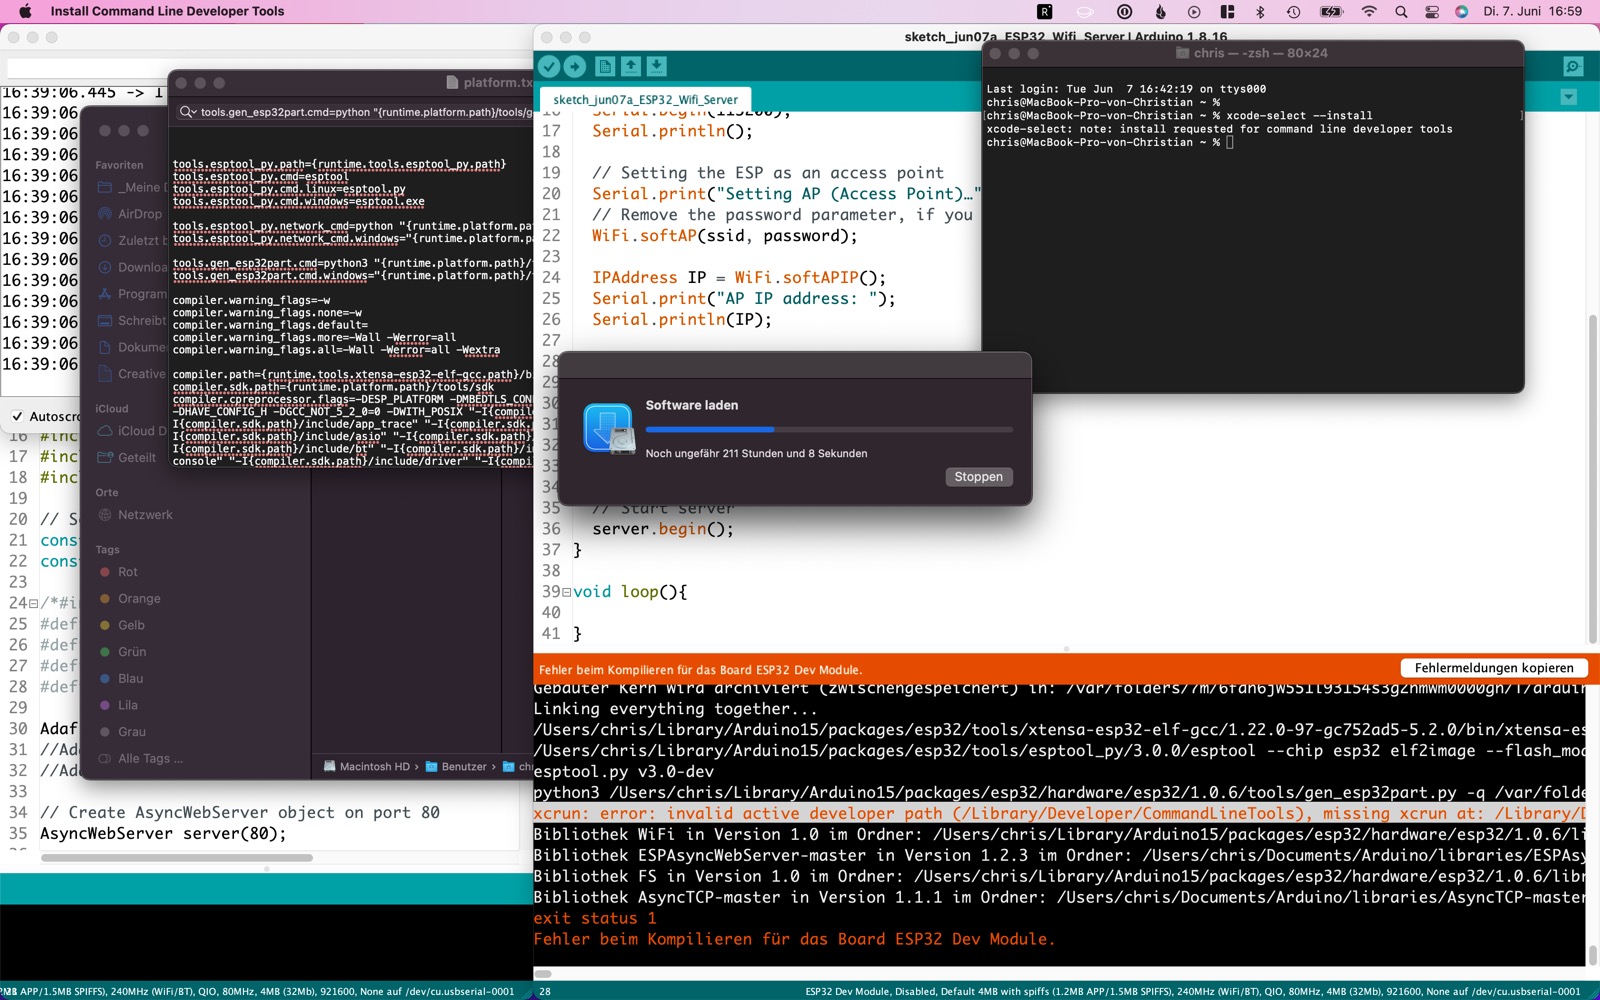 Install Command Line Developer Tools
Di. 7. Juni 16:59
16:39:06.445 -> 1
16:39:06
16:39:06
16:39:06
16:39:06
16:39:06
16:39:06
16:39:06
16:39:06
16:39:06
16:39:06
16:39:06
16:39:06
16:39:06
Autoscro
16 #incl
17 #incl
18 #incl
19
20 // Se
21 cons
22 cons
23
24 /*#i
25 #def
26 #def
27 #def
28 #def
29
30 Adaf
31 //Ad
32 //Ad
33
34 // Create AsyncWebServer object on port 80
35 AsyncWebServer server(80);
APP/1.5MB SPIFFS), 240MHz (WiFi/BT), QIO, 80MHz, 4MB (32Mb), 921600, None auf /dev/cu.usbserial-0001
Favoriten
_Meine D
AirDrop
Zuletzt b
Downloa
Program
Schreibt
Dokume
Creative
iCloud
iCloud D
Geteilt
Orte
Netzwerk
Tags
Rot
Orange
Gelb
Grün
Blau
Lila
Grau
Alle Tags ...
Macintosh HD › Benutzer › ch
platform.tx
tools.gen_esp32part.cmd=python "{runtime.platform.path}/tools/g
tools.esptool_py.path={runtime.tools.esptool_py.path}
tools.esptool_py.cmd=esptool
tools.esptool_py.cmd.linux=esptool.py
tools.esptool_py.cmd.windows=esptool.exe
tools.esptool_py.network_cmd=python "{runtime.platform.pa
tools.esptool_py.network_cmd.windows="{runtime.platform.p
tools.gen_esp32part.cmd=python3 "{runtime.platform.path}/
tools.gen_esp32part.cmd.windows="{runtime.platform.path}/
compiler.warning_flags=-w
compiler.warning_flags.none=-w
compiler.warning_flags.default=
compiler.warning_flags.more=-Wall -Werror=all
compiler.warning_flags.all=-Wall -Werror=all -Wextra
compiler.path={runtime.tools.xtensa-esp32-elf-gcc.path}/b
compiler.sdk.path={runtime.platform.path}/tools/sdk
compiler.cpreprocessor.flags=-DESP_PLATFORM -DMBEDTLS_CON
-DHAVE_CONFIG_H -DGCC_NOT_5_2_0=0 -DWITH_POSIX "-I{compil
I{compiler.sdk.path}/include/app_trace" "-I{compiler.sdk.
I{compiler.sdk.path}/include/asio" "-I{compiler.sdk.path}
I{compiler.sdk.path}/include/bt" "-I{compiler.sdk.path}/i
console" "-I{compiler.sdk.path}/include/driver" "-I{compi
sketch_jun07a_ESP32_Wifi_Server | Arduino 1.8.16
sketch_jun07a_ESP32_Wifi_Server
16 Serial.begin(115200);
17 Serial.println();
18
19 // Setting the ESP as an access point
20 Serial.print("Setting AP (Access Point)…"
21 // Remove the password parameter, if you
22 WiFi.softAP(ssid, password);
23
24 IPAddress IP = WiFi.softAPIP();
25 Serial.print("AP IP address: ");
26 Serial.println(IP);
27
28
29
30
31
32
33
34
35 // Start server
36 server.begin();
37 }
38
39 void loop(){
40
41 }
chris — -zsh — 80×24
Last login: Tue Jun 7 16:42:19 on ttys000
chris@MacBook-Pro-von-Christian ~ %
[chris@MacBook-Pro-von-Christian ~ % xcode-select --install ]
xcode-select: note: install requested for command line developer tools
chris@MacBook-Pro-von-Christian ~ %
Software laden
Noch ungefähr 211 Stunden und 8 Sekunden
Stoppen
Fehler beim Kompilieren für das Board ESP32 Dev Module.
Fehlermeldungen kopieren
Gebauter Kern wird archiviert (zwischengespeichert) in:
Linking everything together...
/Users/chris/Library/Arduino15/packages/esp32/tools/xtensa-esp32-elf-gcc/1.22.0-97-gc752ad5-5.2.0/bin/xtensa-es
/Users/chris/Library/Arduino15/packages/esp32/tools/esptool_py/3.0.0/esptool --chip esp32 elf2image --flash_mod
esptool.py v3.0-dev
python3 /Users/chris/Library/Arduino15/packages/esp32/hardware/esp32/1.0.6/tools/gen_esp32part.py -q /var/folde
xcrun: error: invalid active developer path (/Library/Developer/CommandLineTools), missing xcrun at: /Library/D
Bibliothek WiFi in Version 1.0 im Ordner: /Users/chris/Library/Arduino15/packages/esp32/hardware/esp32/1.0.6/li
Bibliothek ESPAsyncWebServer-master in Version 1.2.3 im Ordner: /Users/chris/Documents/Arduino/libraries/ESPAsy
Bibliothek FS in Version 1.0 im Ordner: /Users/chris/Library/Arduino15/packages/esp32/hardware/esp32/1.0.6/libr
Bibliothek AsyncTCP-master in Version 1.1.1 im Ordner: /Users/chris/Documents/Arduino/libraries/AsyncTCP-master
exit status 1
Fehler beim Kompilieren für das Board ESP32 Dev Module.
28
ESP32 Dev Module, Disabled, Default 4MB with spiffs (1.2MB APP/1.5MB SPIFFS), 240MHz (WiFi/BT), QIO, 80MHz, 4MB (32Mb), 921600, None auf /dev/cu.usbserial-0001